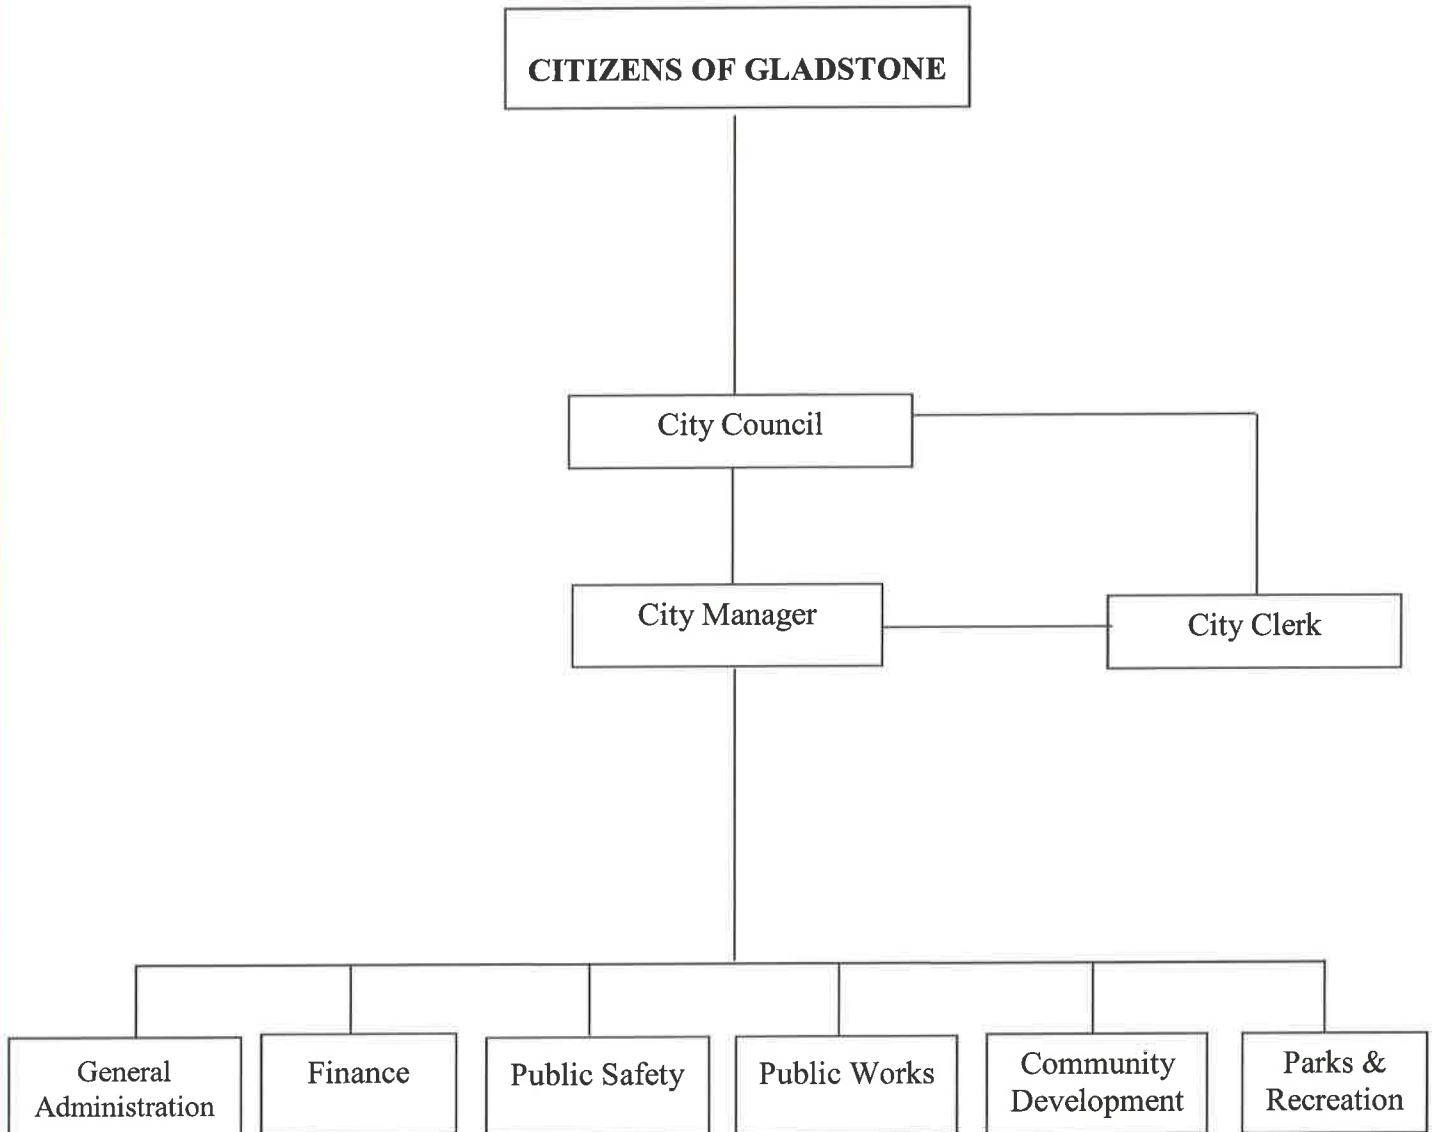 CITIZENS OF GLADSTONE
City Council
City Manager
City Clerk
General
Administration
Finance
Public Safety
Public Works
Community
Development
Parks &
Recreation